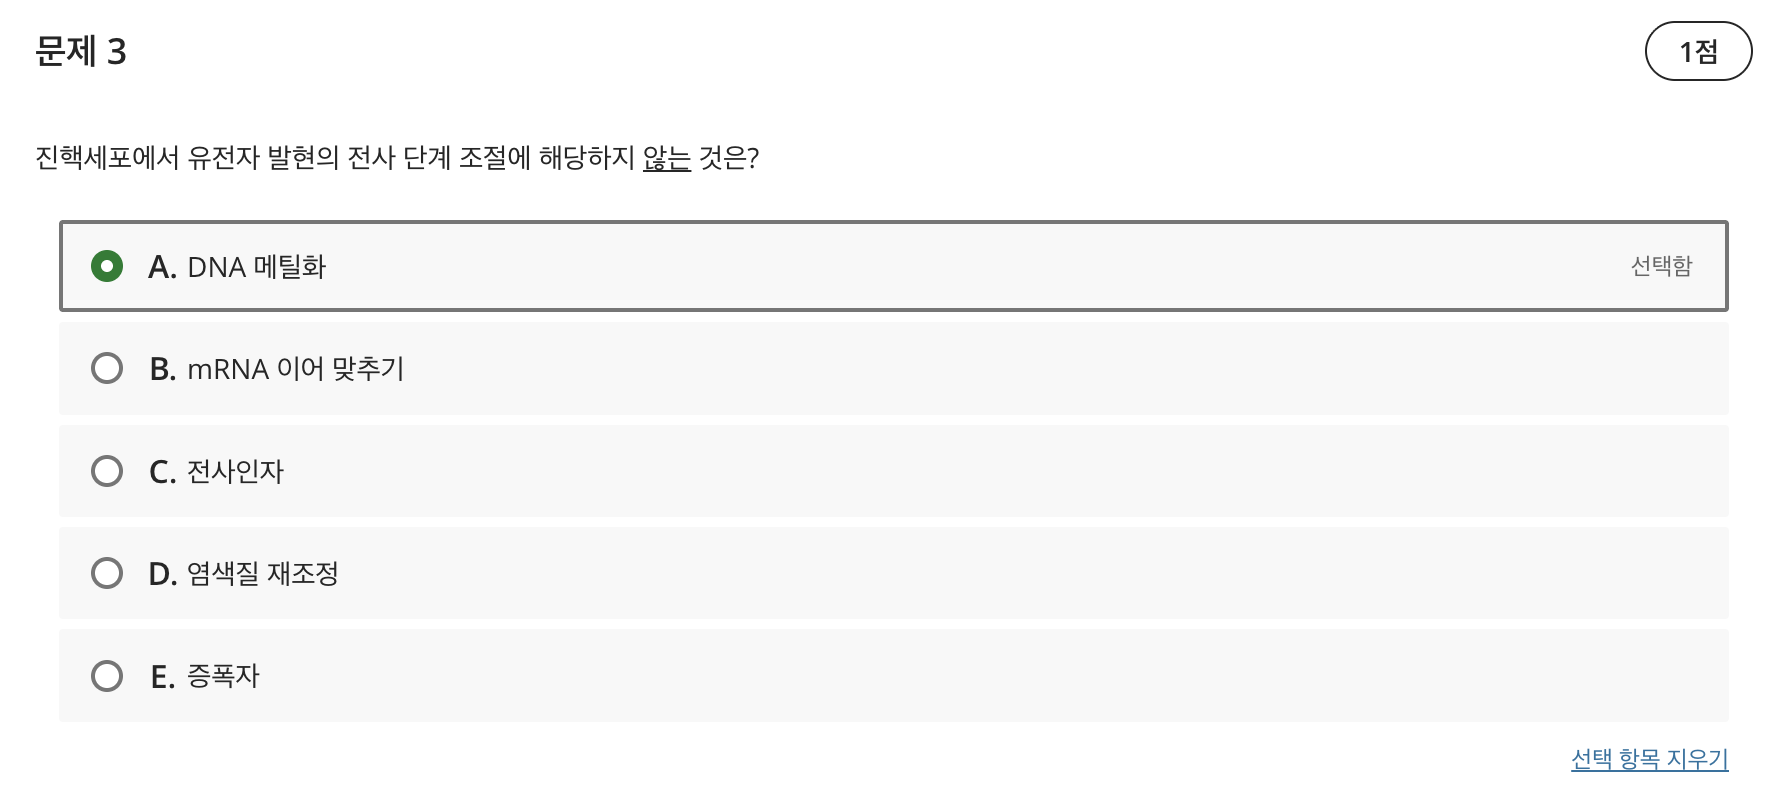 문제 3
1점
진핵세포에서 유전자 발현의 전사 단계 조절에 해당하지 않는 것은?
A. DNA 메틸화
선택함
B. mRNA 이어 맞추기
C. 전사인자
D. 염색질 재조정
E. 증폭자
선택 항목 지우기